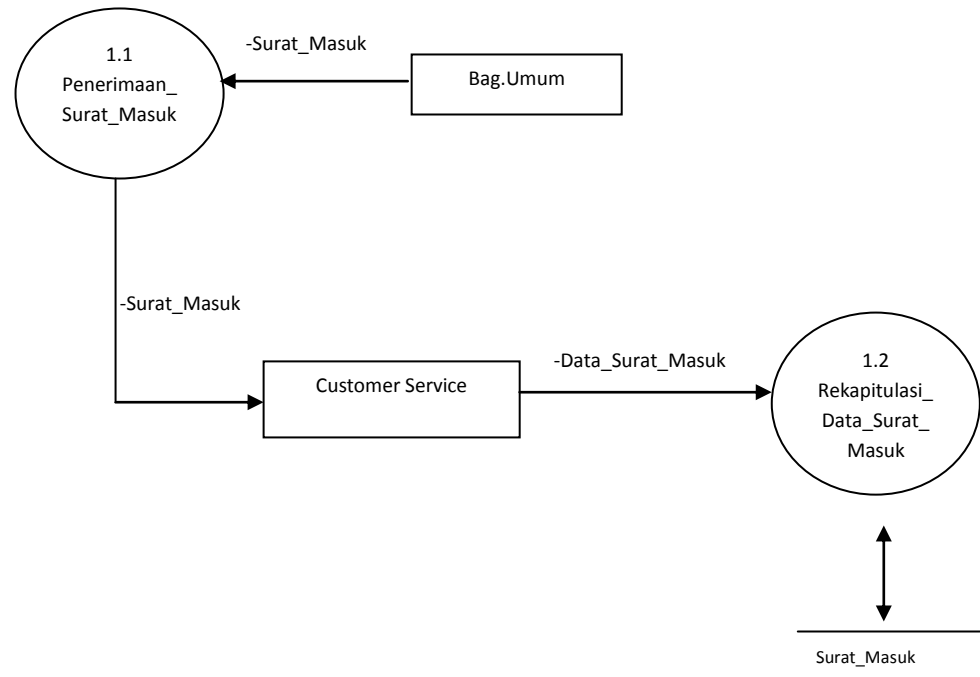 1.1
Penerimaan_
Surat_Masuk
-Surat_Masuk
Bag.Umum
-Surat_Masuk
Customer Service
-Data_Surat_Masuk
1.2
Rekapitulasi_
Data_Surat_
Masuk
Surat_Masuk